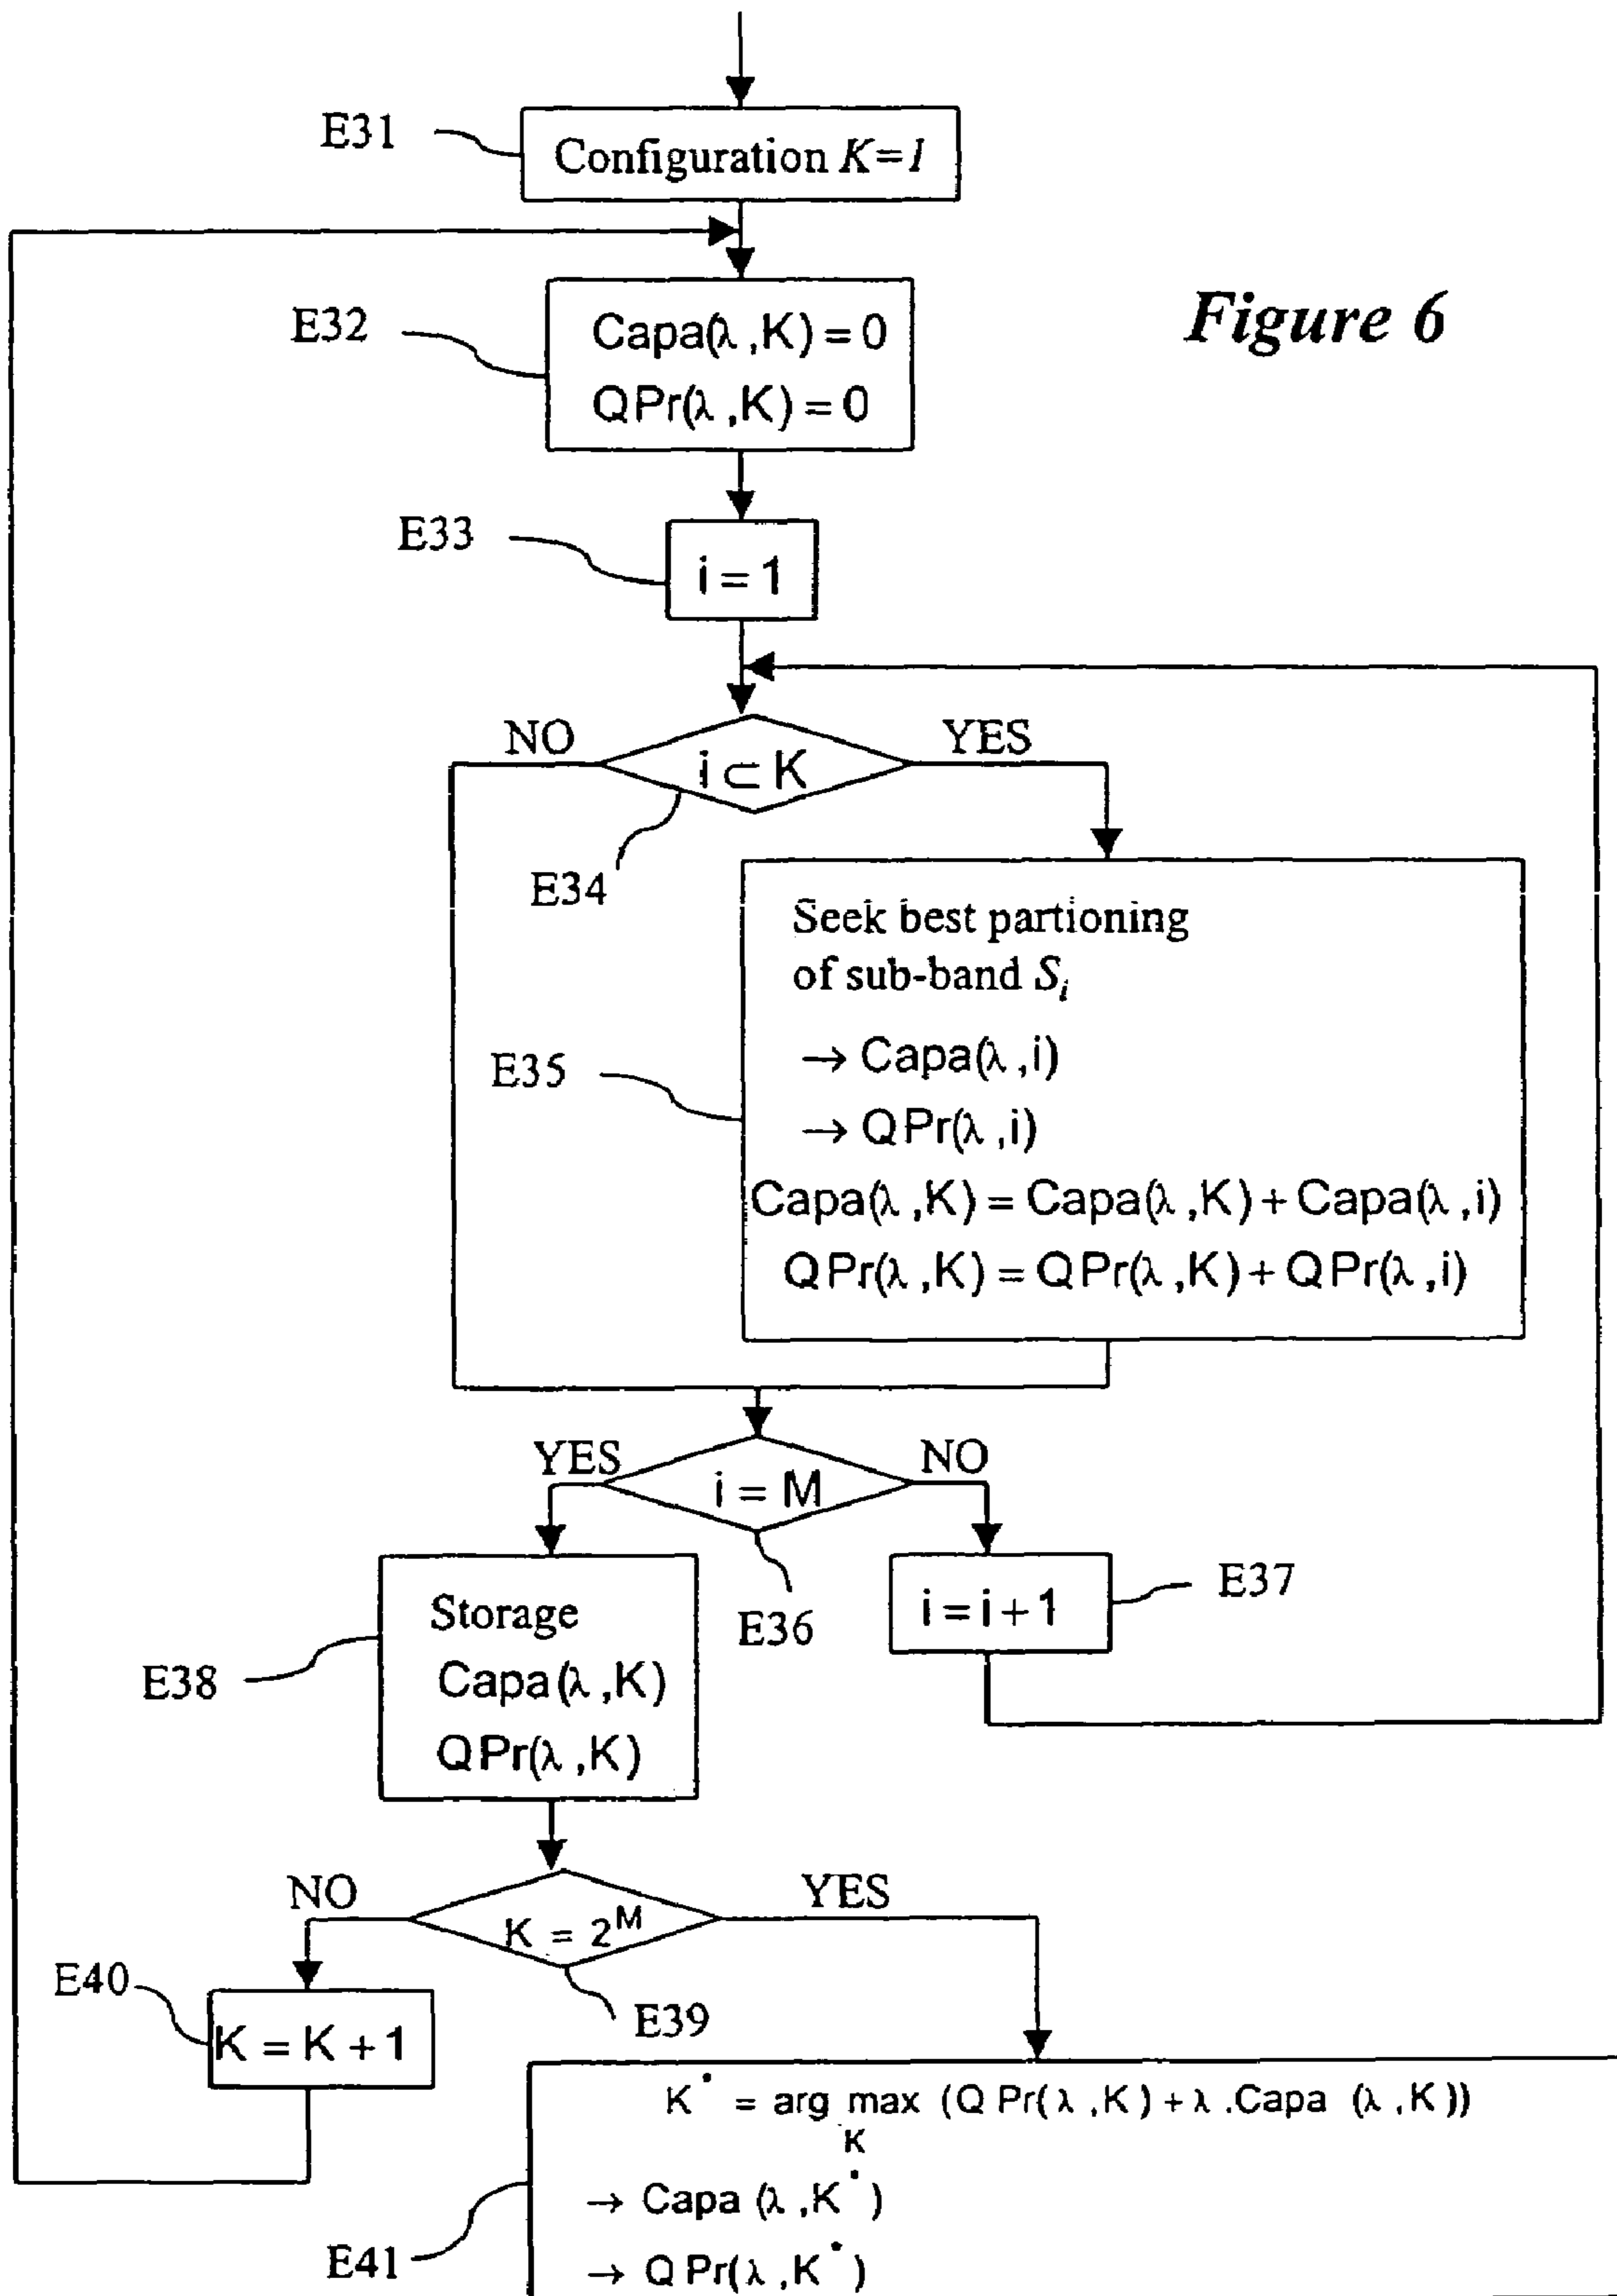 E31
Configuration K=1
Figure 6
E32
Capa(λ,K)=0
QPr(λ,K)=0
E33
i=1
NO
YES
i⊂K
E34
Seek best partioning
of sub-band Sᵢ
→ Capa(λ,i)
→ QPr(λ,i)
E35
Capa(λ,K)=Capa(λ,K)+Capa(λ,i)
QPr(λ,K)=QPr(λ,K)+QPr(λ,i)
YES
NO
i=M
E36
i=i+1
E37
Storage
Capa(λ,K)
QPr(λ,K)
E38
NO
YES
K = 2ᴹ
E39
E40
K=K+1
K* = arg max (QPr(λ,K)+λ.Capa (λ,K))
K
→ Capa (λ,K*)
→ QPr(λ,K*)
E41